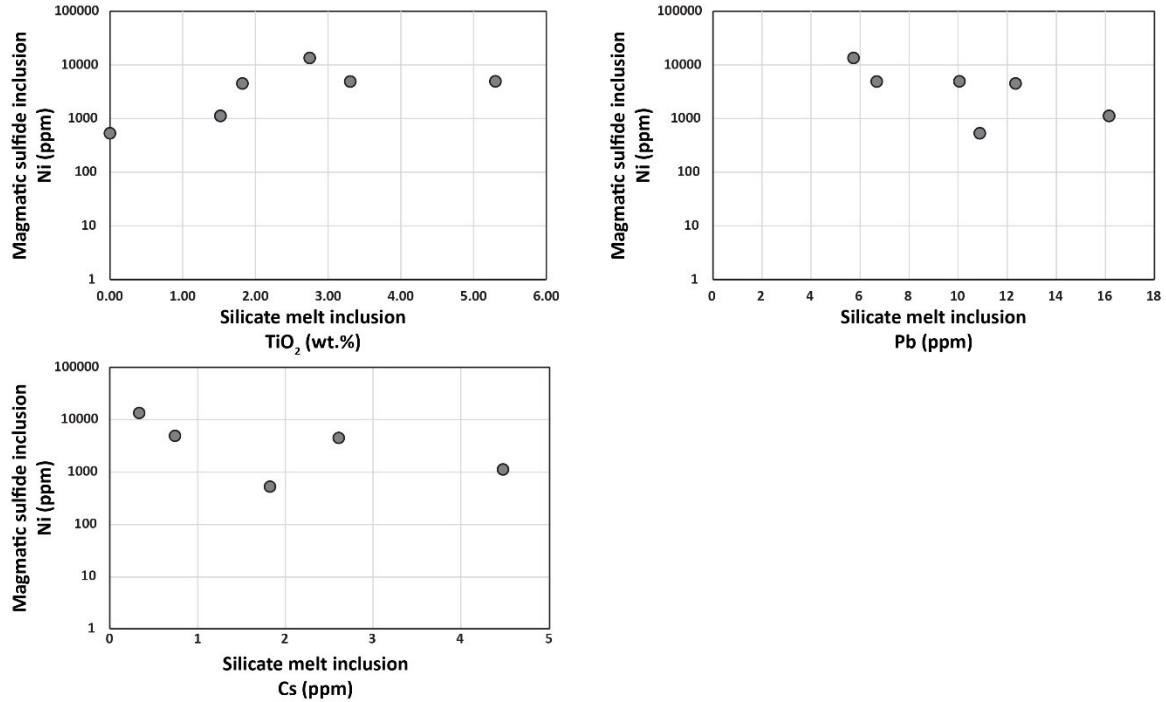 Magmatic sulfide inclusion
Ni (ppm)
100000
10000
1000
100
10
1
0.00 1.00 2.00 3.00 4.00 5.00 6.00
Silicate melt inclusion
TiO2 (wt.%)
Magmatic sulfide inclusion
Ni (ppm)
100000
10000
1000
100
10
1
0 2 4 6 8 10 12 14 16 18
Silicate melt inclusion
Pb (ppm)
Magmatic sulfide inclusion
Ni (ppm)
100000
10000
1000
100
10
1
0 1 2 3 4 5
Silicate melt inclusion
Cs (ppm)